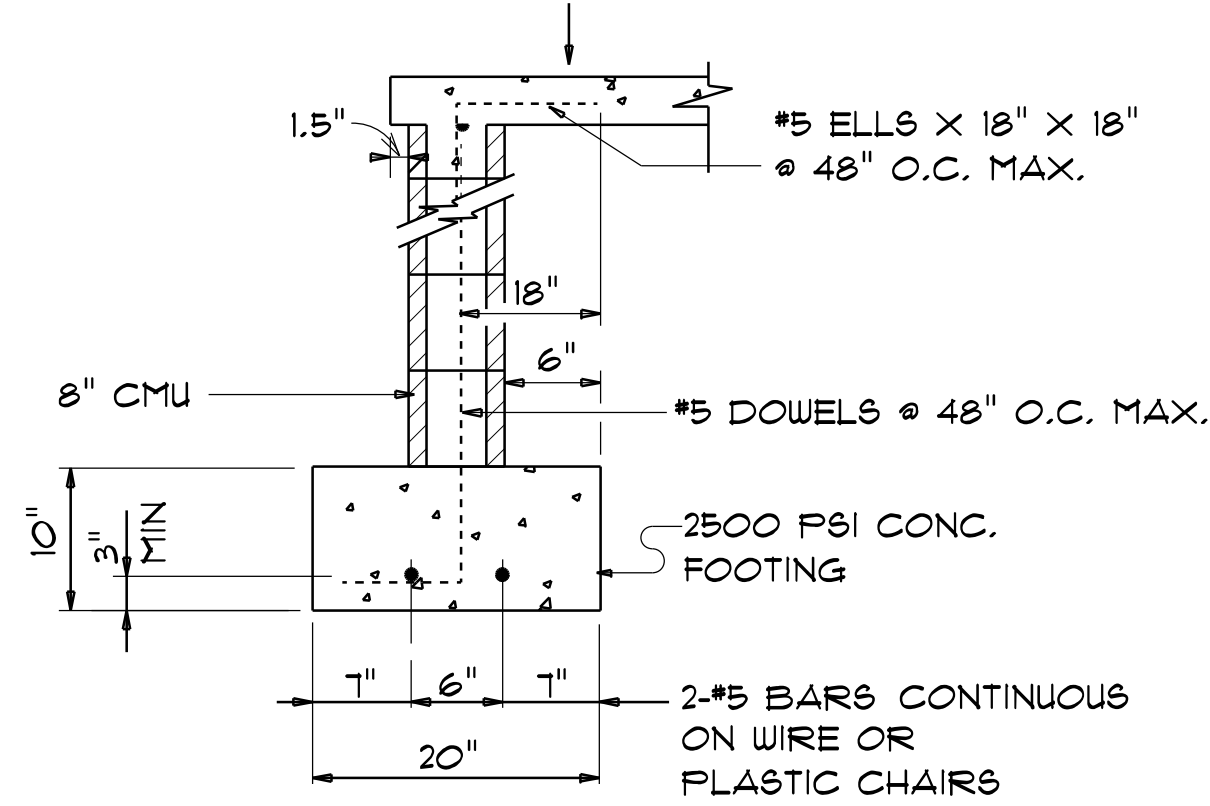 1.5"
#5 ELLS X 18" X 18"
@ 48" O.C. MAX.
18"
6"
8" CMU
#5 DOWELS @ 48" O.C. MAX.
10"
3"
MIN
2500 PSI CONC.
FOOTING
7"
6"
7"
2-#5 BARS CONTINUOUS
ON WIRE OR
PLASTIC CHAIRS
20"